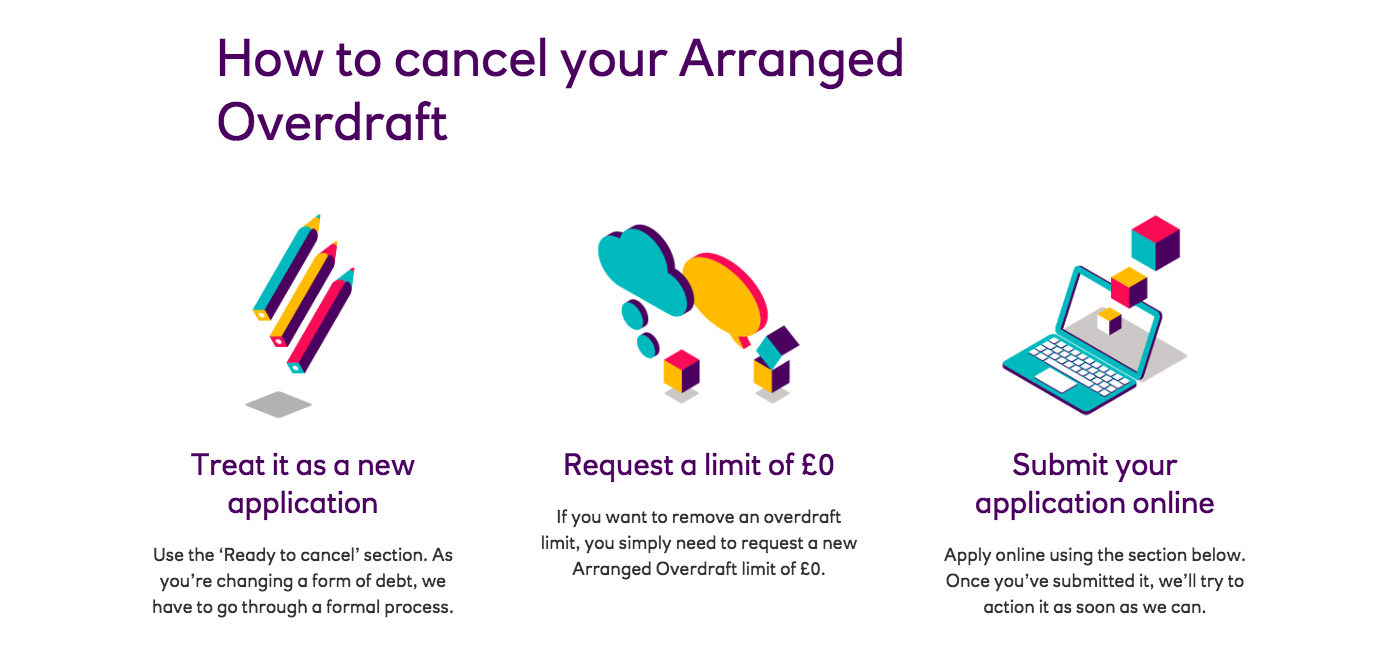 How to cancel your Arranged
Overdraft
Treat it as a new
application
Use the ‘Ready to cancel’ section. As
you’re changing a form of debt, we
have to go through a formal process.
Request a limit of £0
If you want to remove an overdraft
limit, you simply need to request a new
Arranged Overdraft limit of £0.
Submit your
application online
Apply online using the section below.
Once you’ve submitted it, we’ll try to
action it as soon as we can.